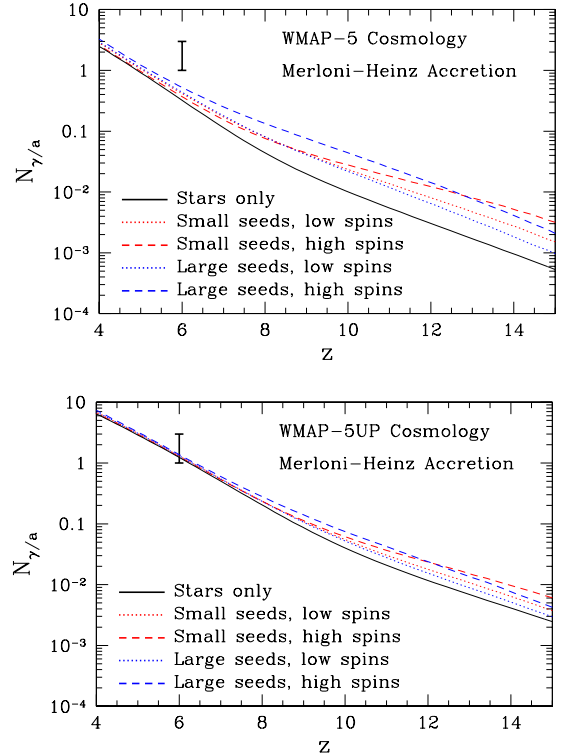 10
1
0.1
10⁻²
10⁻³
10⁻⁴
N_γ/a
WMAP-5 Cosmology
Merloni-Heinz Accretion
Stars only
Small seeds, low spins
Small seeds, high spins
Large seeds, low spins
Large seeds, high spins
4 6 8 10 12 14
z
10
1
0.1
10⁻²
10⁻³
10⁻⁴
N_γ/a
WMAP-5UP Cosmology
Merloni-Heinz Accretion
Stars only
Small seeds, low spins
Small seeds, high spins
Large seeds, low spins
Large seeds, high spins
4 6 8 10 12 14
z